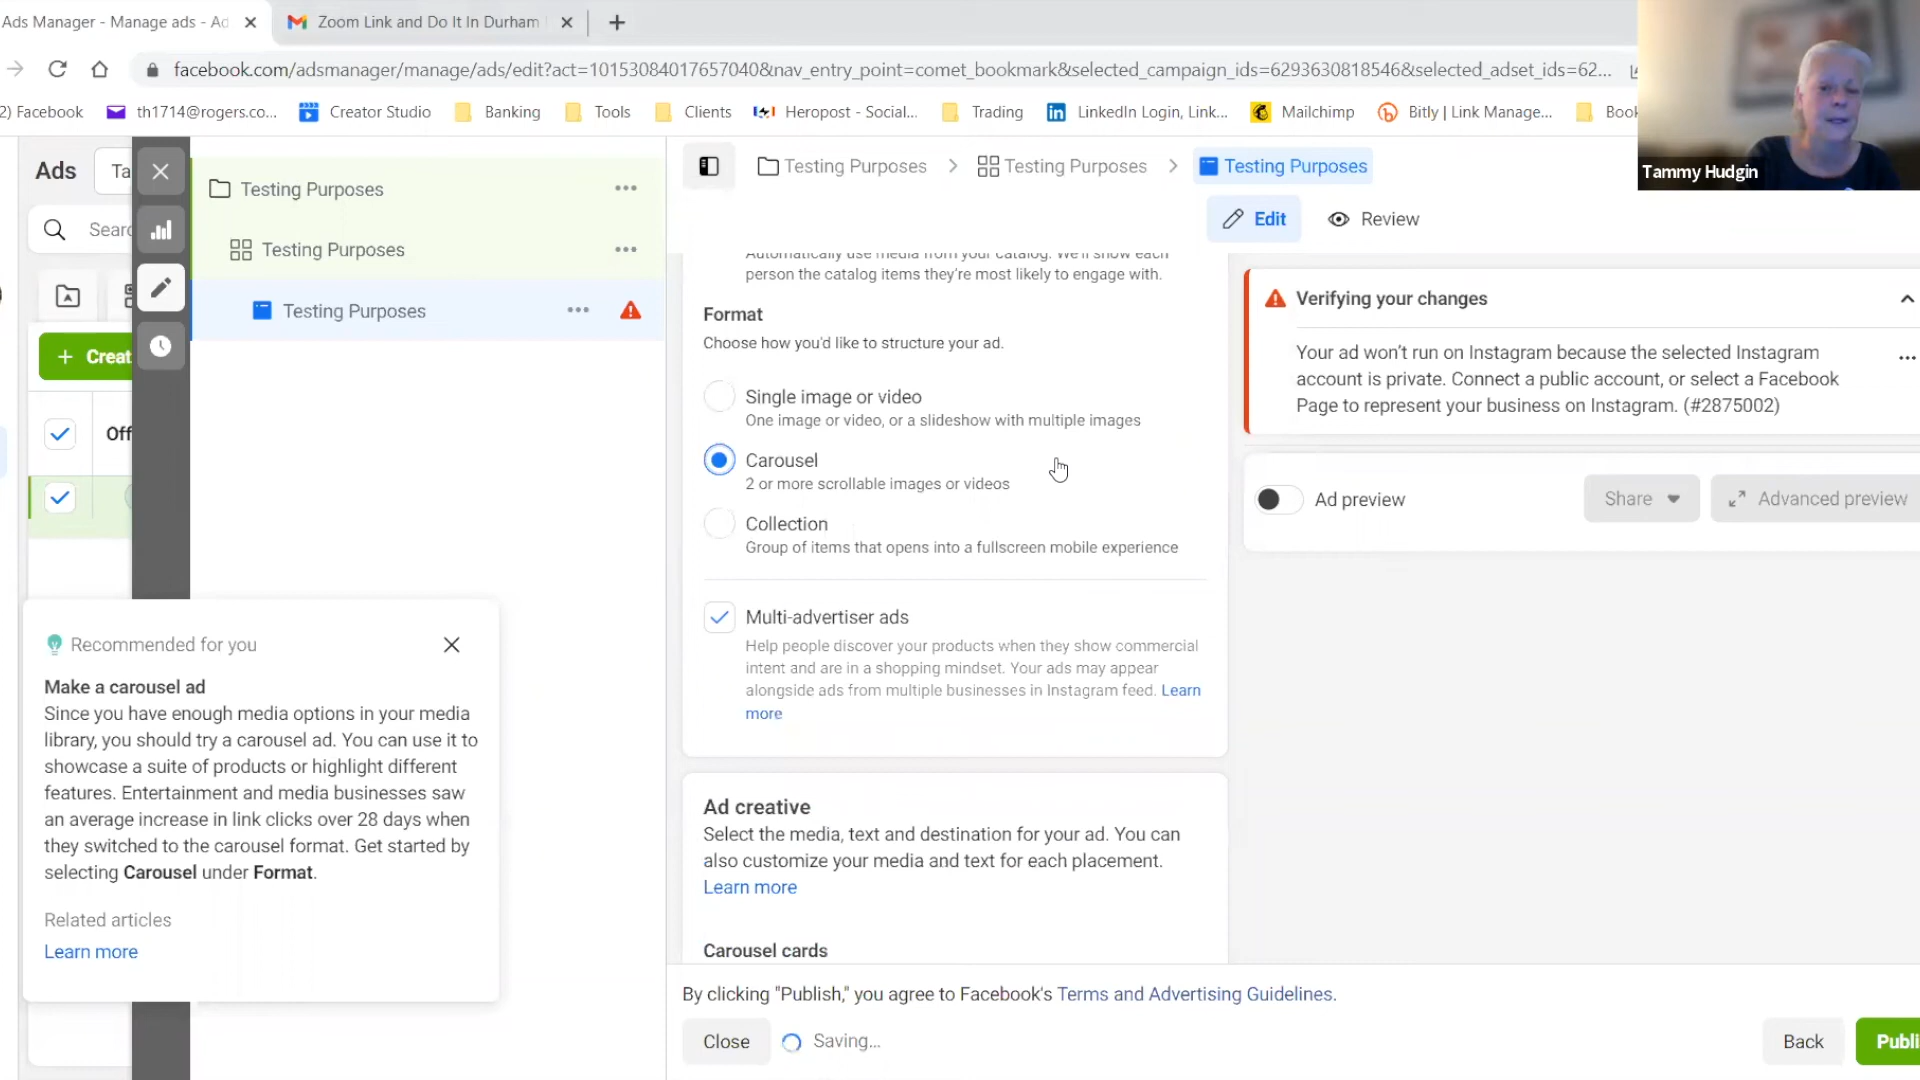 Ads Manager - Manage ads - Ad
Zoom Link and Do It In Durham
facebook.com/adsmanager/manage/ads/edit?act=10153084017657040&nav_entry_point=comet_bookmark&selected_campaign_ids=6293630818546&selected_adset_ids=62...
2) Facebook
th1714@rogers.co...
Creator Studio
Banking
Tools
Clients
Heropost - Social...
Trading
LinkedIn Login, Link...
Mailchimp
Bitly | Link Manage...
Book
Tammy Hudgin
Ads
Ta
Sear
+ Creat
Off
Testing Purposes
Testing Purposes
Testing Purposes
Testing Purposes > Testing Purposes > Testing Purposes
Edit
Review
Automatically use media from your catalog. We'll show each
person the catalog items they're most likely to engage with.
Format
Choose how you'd like to structure your ad.
Single image or video
One image or video, or a slideshow with multiple images
Carousel
2 or more scrollable images or videos
Collection
Group of items that opens into a fullscreen mobile experience
Multi-advertiser ads
Help people discover your products when they show commercial
intent and are in a shopping mindset. Your ads may appear
alongside ads from multiple businesses in Instagram feed. Learn
more
Ad creative
Select the media, text and destination for your ad. You can
also customize your media and text for each placement.
Learn more
Carousel cards
Verifying your changes
Your ad won't run on Instagram because the selected Instagram
account is private. Connect a public account, or select a Facebook
Page to represent your business on Instagram. (#2875002)
Ad preview
Share
Advanced preview
Recommended for you
Make a carousel ad
Since you have enough media options in your media
library, you should try a carousel ad. You can use it to
showcase a suite of products or highlight different
features. Entertainment and media businesses saw
an average increase in link clicks over 28 days when
they switched to the carousel format. Get started by
selecting Carousel under Format.
Related articles
Learn more
By clicking "Publish," you agree to Facebook's Terms and Advertising Guidelines.
Close
Saving...
Back
Publi